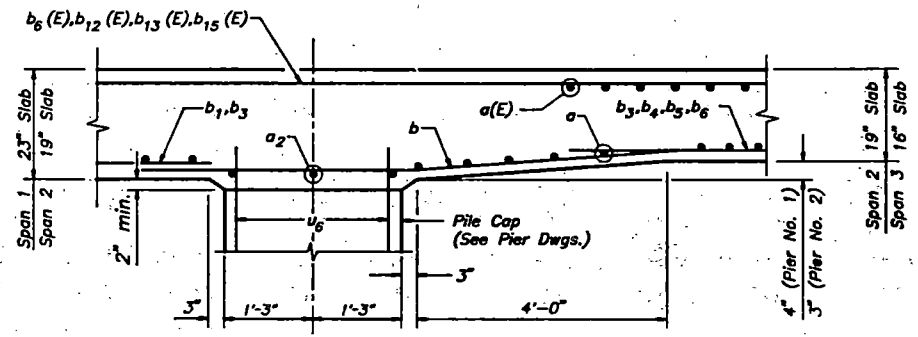 b6 (E), b12 (E), b13 (E), b15 (E)
Span 1 23" Slab
Span 2 19" Slab
b1, b3
a2
b
a(E)
a
b3, b4, b5, b6
Span 2 19" Slab
Span 3 16" Slab
2" min.
u6
Pile Cap
(See Pier Dwgs.)
3"
3"
1'-3"
1'-3"
4'-0"
4" (Pier No. 1)
3" (Pier No. 2)